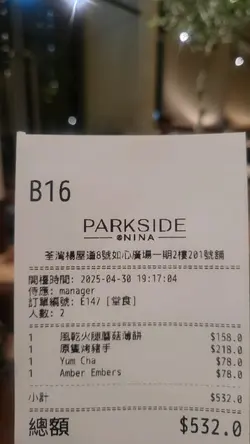 B16
PARKSIDE
@NINA
荃灣楊屋道8號如心廣場一期2樓201號舖
開檯時間: 2025-04-30 19:17:04
侍應: manager
訂單編號: E147 [堂食]
人數: 2
1 風乾火腿蘑菇薄餅 $158.0
1 原隻烤豬手 $218.0
1 Yum Cha $78.0
1 Amber Embers $78.0
小計 $532.0
總額 $532.0